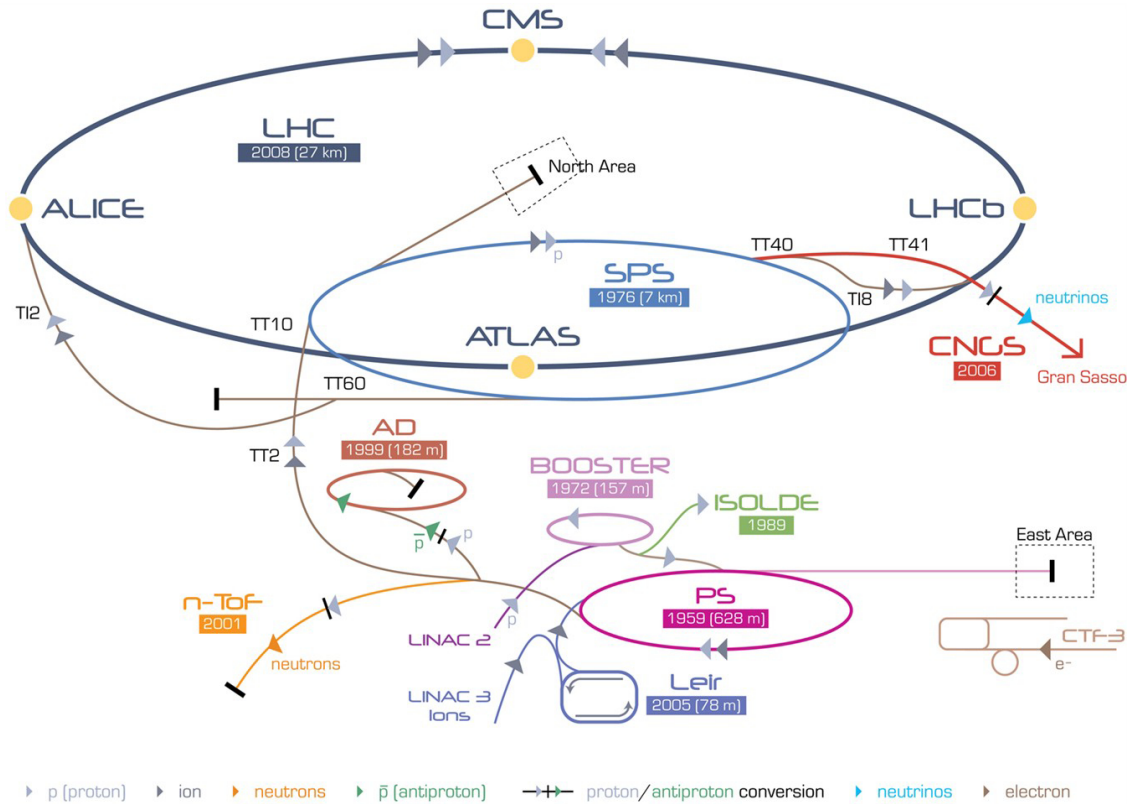 CMS
LHC
2008 (27 km)
North Area
ALICE
LHCb
TT40
TT41
SPS
1976 (7 km)
p
TI8
neutrinos
TI2
TT10
ATLAS
CNGS
2006
Gran Sasso
TT60
AD
1999 (182 m)
TT2
BOOSTER
1972 (157 m)
ISOLDE
1989
p
p̅
East Area
n-ToF
2001
PS
1959 (628 m)
LINAC 2
p
neutrons
CTF-3
e-
LINAC 3
Ions
Leir
2005 (78 m)
p (proton)
ion
neutrons
p̅ (antiproton)
proton/antiproton conversion
neutrinos
electron